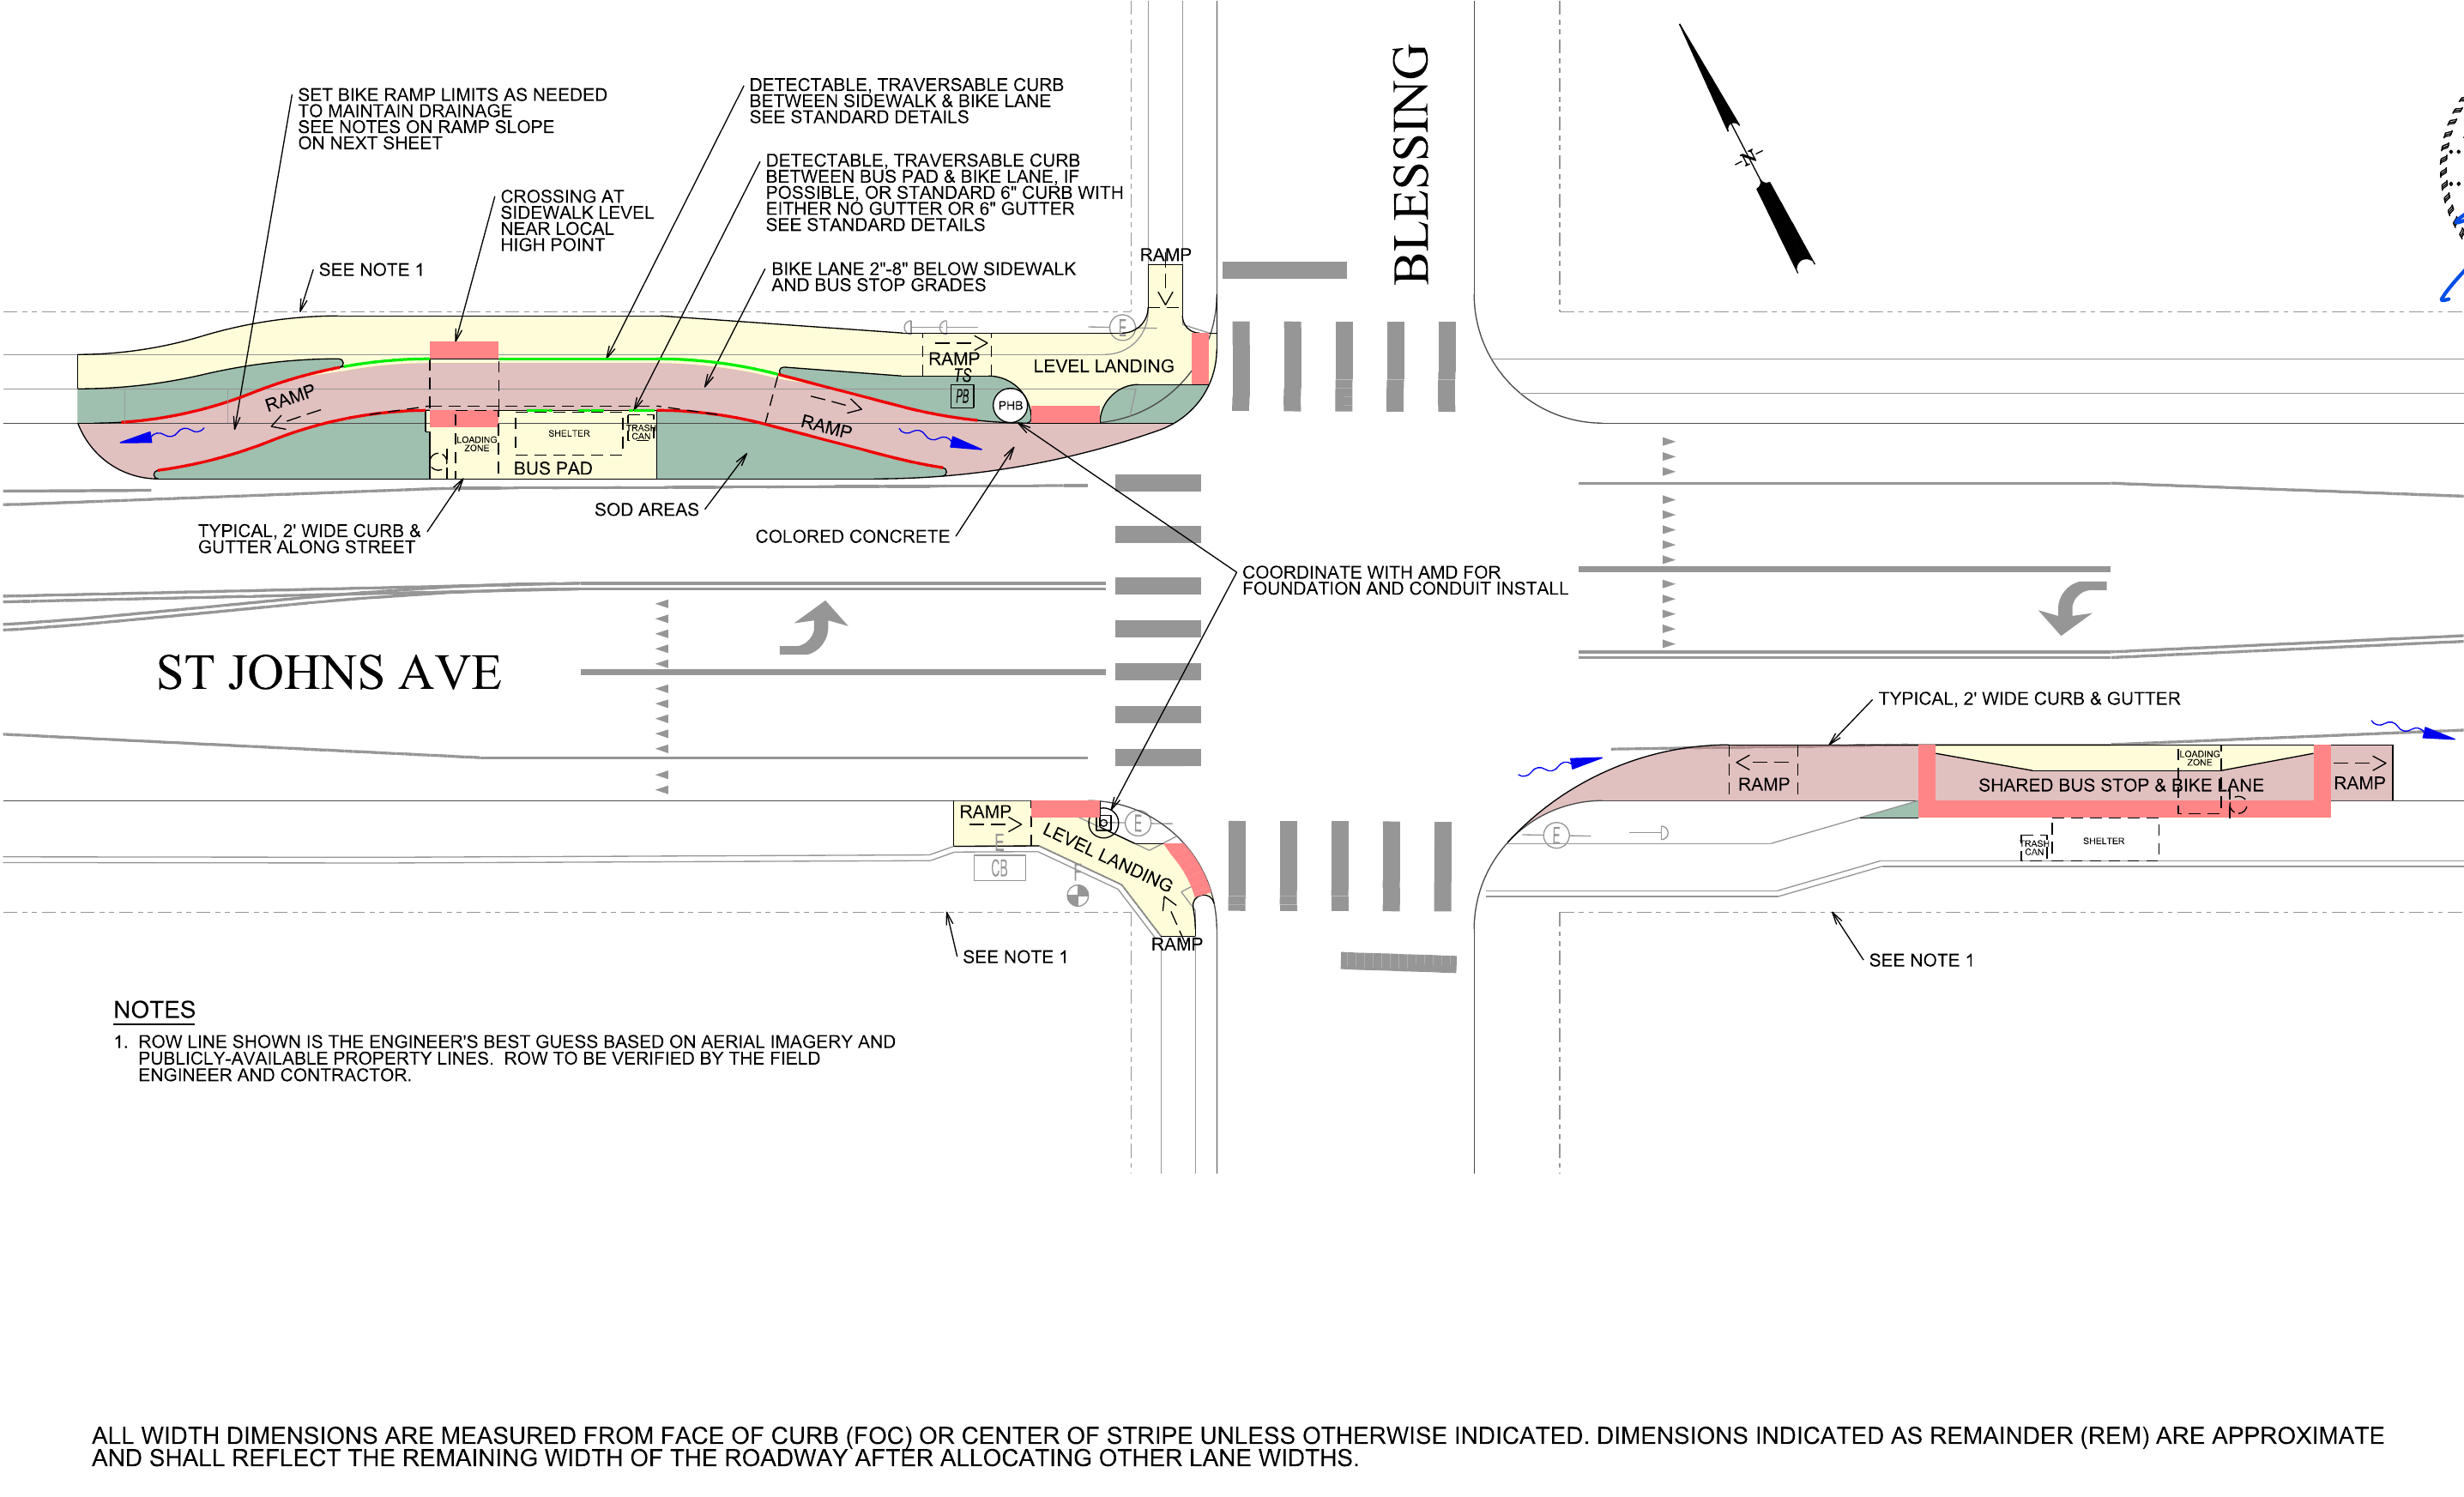 SET BIKE RAMP LIMITS AS NEEDED
TO MAINTAIN DRAINAGE
SEE NOTES ON RAMP SLOPE
ON NEXT SHEET
DETECTABLE, TRAVERSABLE CURB
BETWEEN SIDEWALK & BIKE LANE
SEE STANDARD DETAILS
DETECTABLE, TRAVERSABLE CURB
BETWEEN BUS PAD & BIKE LANE, IF
POSSIBLE, OR STANDARD 6" CURB WITH
EITHER NO GUTTER OR 6" GUTTER
SEE STANDARD DETAILS
CROSSING AT
SIDEWALK LEVEL
NEAR LOCAL
HIGH POINT
SEE NOTE 1
BIKE LANE 2"-8" BELOW SIDEWALK
AND BUS STOP GRADES
BLESSING
-N-
RAMP
E
RAMP
TS
PB
PHB
LEVEL LANDING
RAMP
RAMP
LOADING
ZONE
SHELTER
TRASH
CAN
BUS PAD
SOD AREAS
TYPICAL, 2' WIDE CURB &
GUTTER ALONG STREET
COLORED CONCRETE
COORDINATE WITH AMD FOR
FOUNDATION AND CONDUIT INSTALL
ST JOHNS AVE
TYPICAL, 2' WIDE CURB & GUTTER
RAMP
LOADING
ZONE
SHARED BUS STOP & BIKE LANE
RAMP
E
TRASH
CAN
SHELTER
RAMP
E
CB
LEVEL LANDING
E
F
RAMP
SEE NOTE 1
SEE NOTE 1
NOTES
1. ROW LINE SHOWN IS THE ENGINEER'S BEST GUESS BASED ON AERIAL IMAGERY AND
PUBLICLY-AVAILABLE PROPERTY LINES. ROW TO BE VERIFIED BY THE FIELD
ENGINEER AND CONTRACTOR.
ALL WIDTH DIMENSIONS ARE MEASURED FROM FACE OF CURB (FOC) OR CENTER OF STRIPE UNLESS OTHERWISE INDICATED. DIMENSIONS INDICATED AS REMAINDER (REM) ARE APPROXIMATE
AND SHALL REFLECT THE REMAINING WIDTH OF THE ROADWAY AFTER ALLOCATING OTHER LANE WIDTHS.